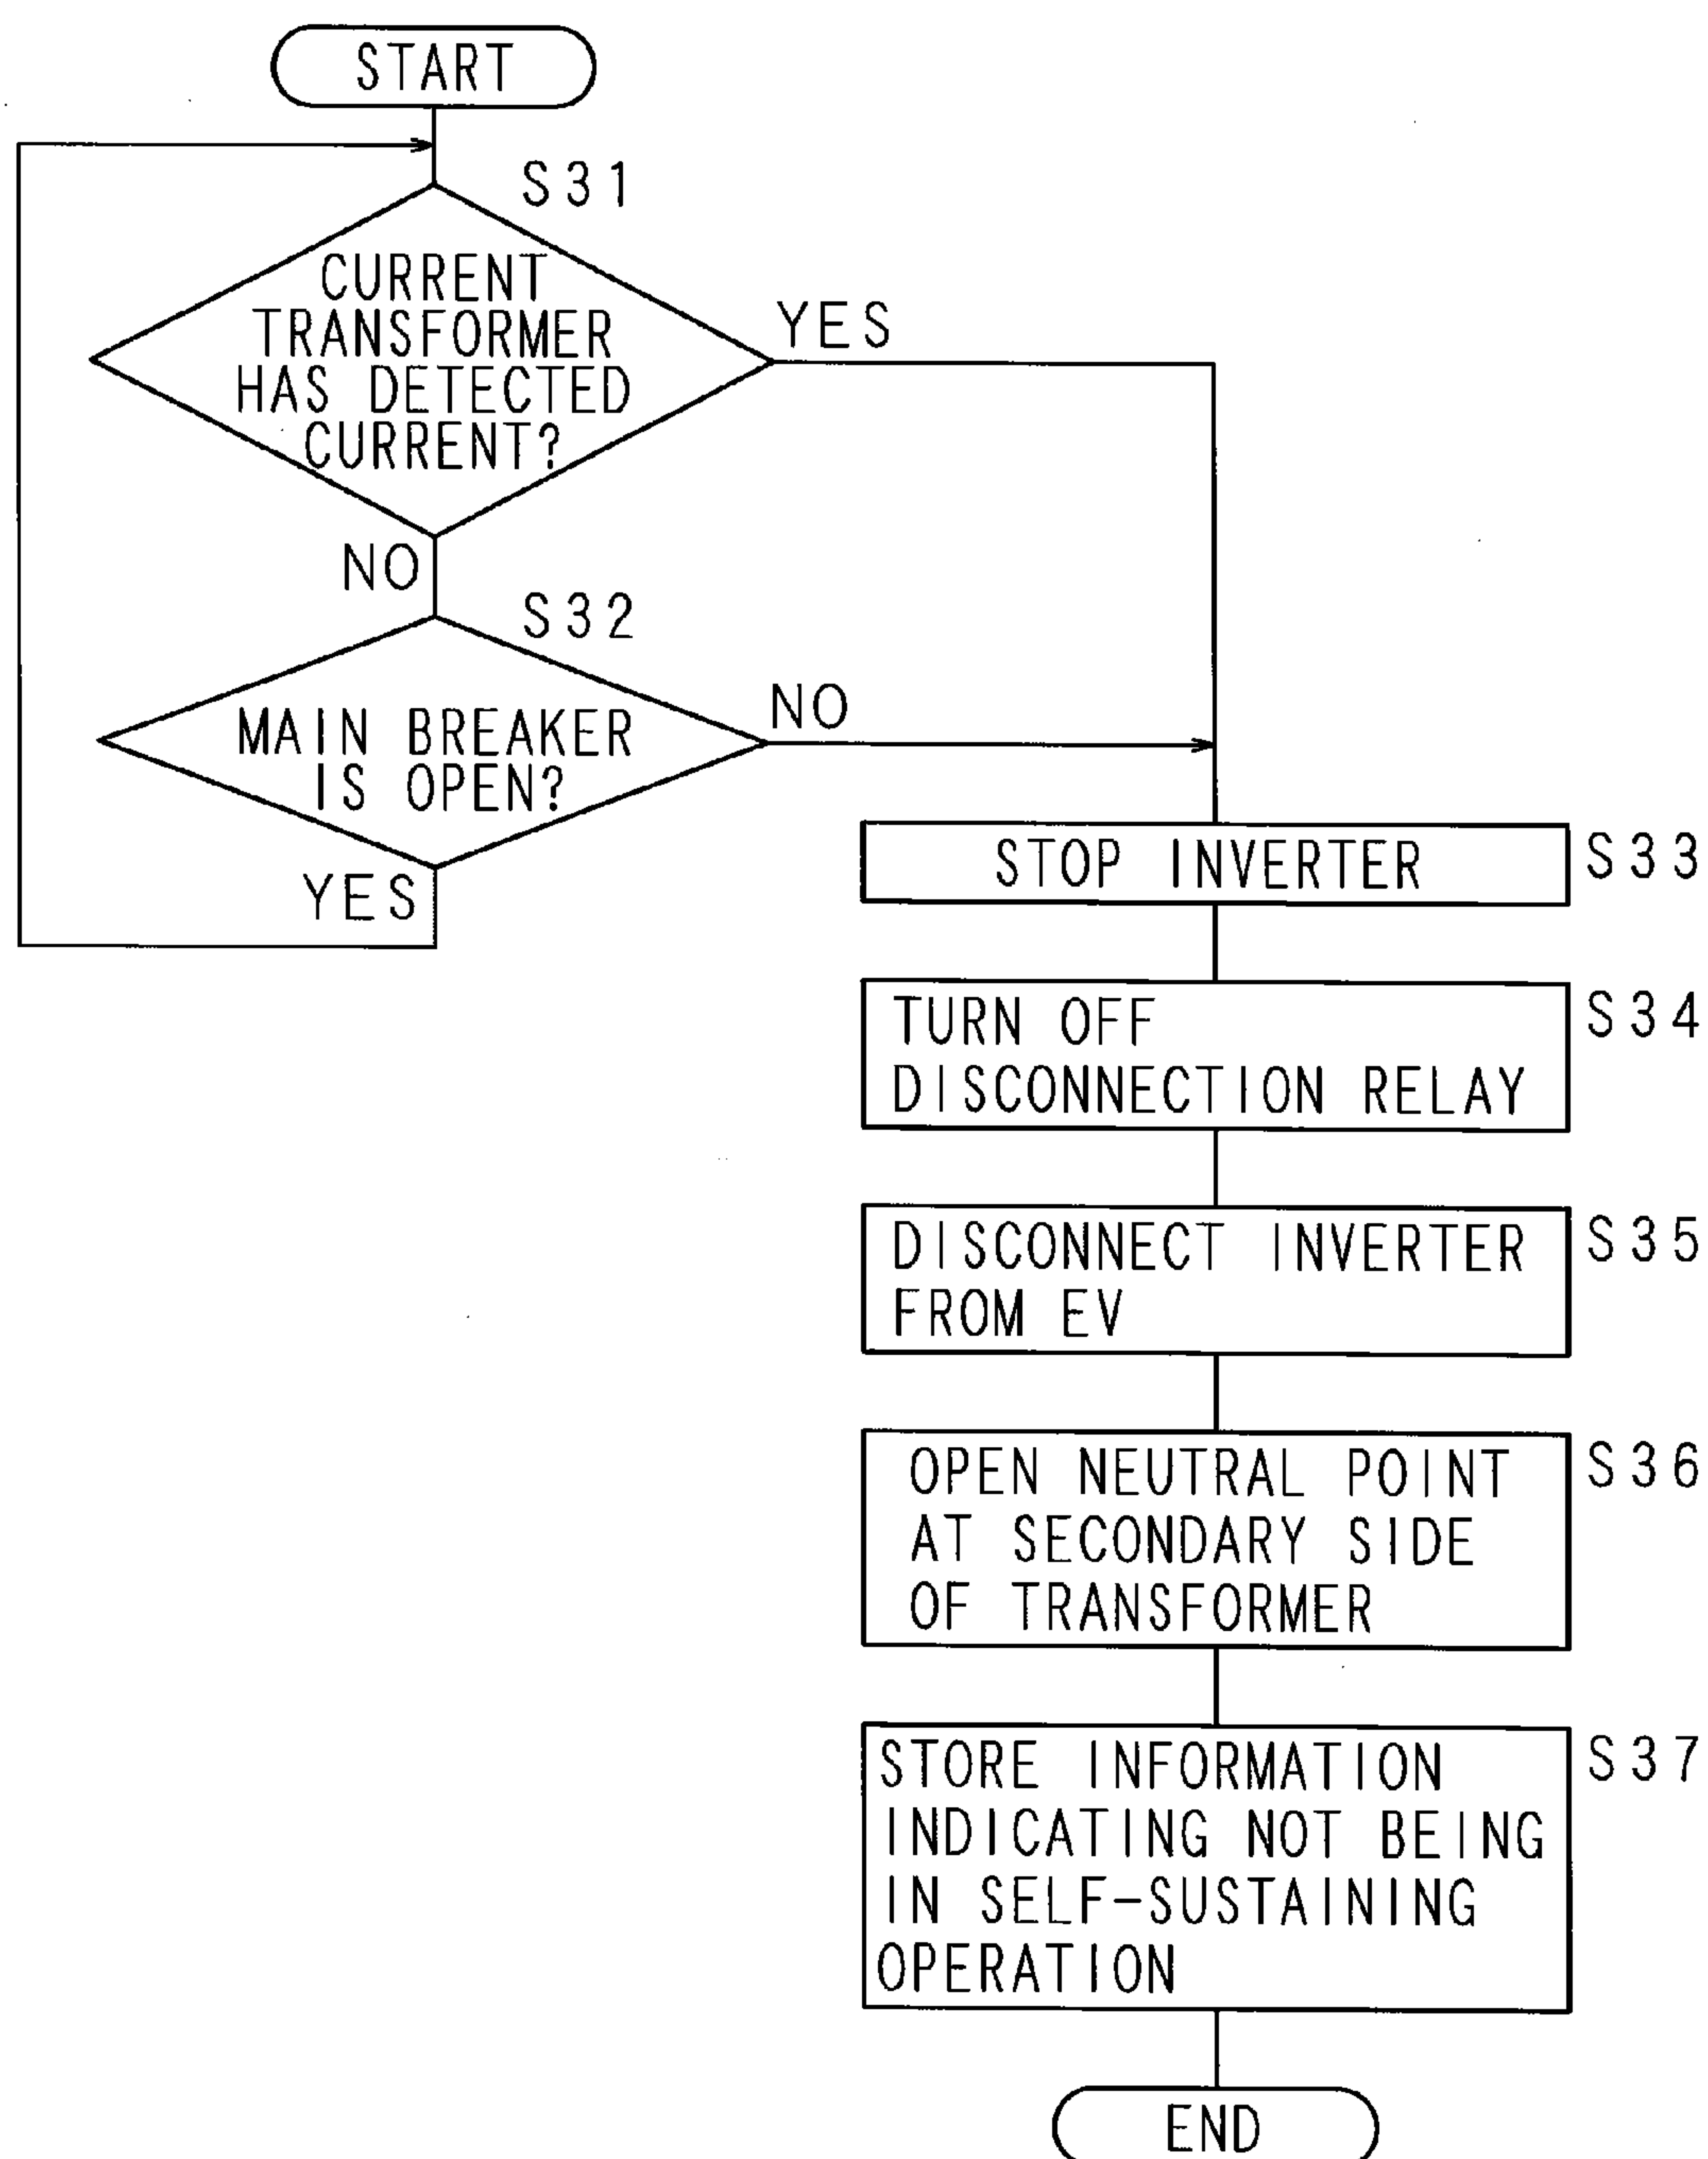 START
S31
CURRENT
TRANSFORMER
HAS DETECTED
CURRENT?
YES
NO
S32
MAIN BREAKER
IS OPEN?
NO
YES
STOP INVERTER
S33
TURN OFF
DISCONNECTION RELAY
S34
DISCONNECT INVERTER
FROM EV
S35
OPEN NEUTRAL POINT
AT SECONDARY SIDE
OF TRANSFORMER
S36
STORE INFORMATION
INDICATING NOT BEING
IN SELF-SUSTAINING
OPERATION
S37
END